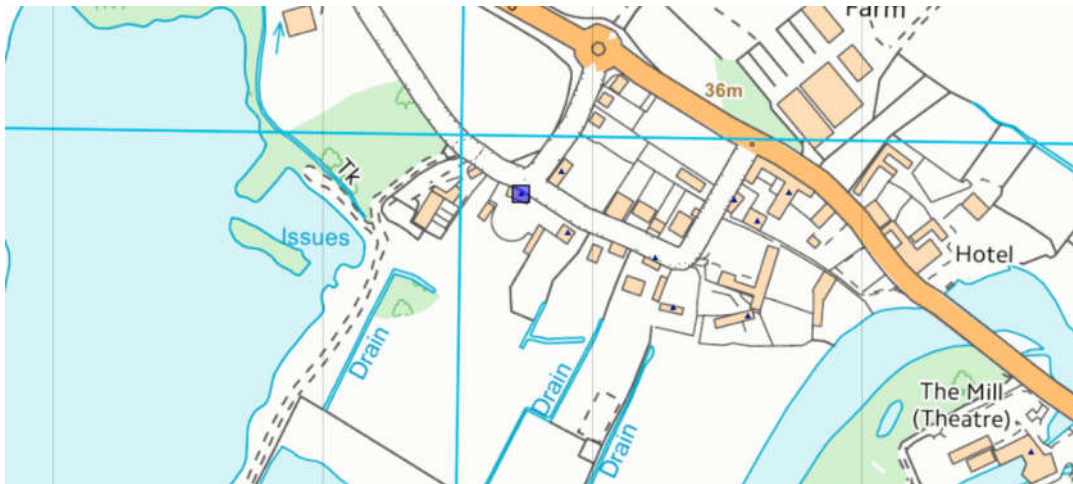 Farm
36m
Tk
Issues
Hotel
Drain
Drain
Drain
The Mill
(Theatre)